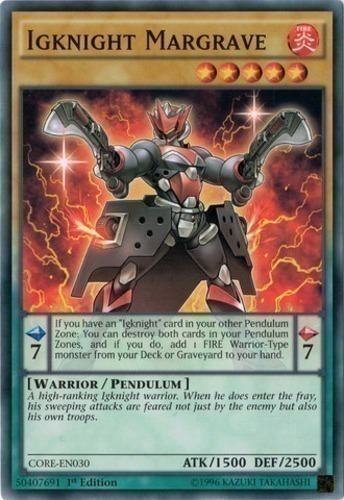 IGKNIGHT MARGRAVE
FIRE
炎
If you have an "Igknight" card in your other Pendulum
Zone: You can destroy both cards in your Pendulum
Zones, and if you do, add 1 FIRE Warrior-Type
monster from your Deck or Graveyard to your hand.
7
7
[WARRIOR / PENDULUM]
A high-ranking Igknight warrior. When he does enter the fray,
his sweeping attacks are feared not just by the enemy but also
his own troops.
CORE-EN030
ATK/1500 DEF/2500
50407691 1st Edition
©1996 KAZUKI TAKAHASHI